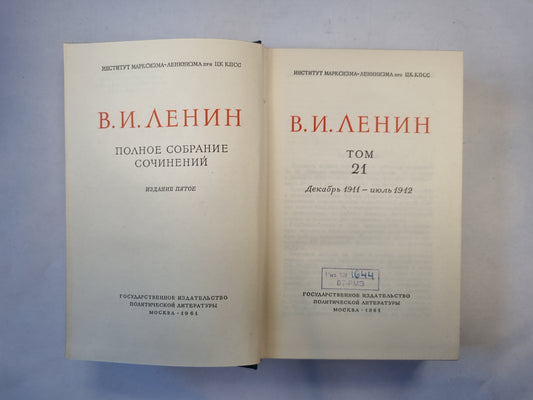 ИНСТИТУТ МАРКСИЗМА-ЛЕНИНИЗМА при ЦК КПСС
В. И. ЛЕНИН
ПОЛНОЕ СОБРАНИЕ
СОЧИНЕНИЙ
ИЗДАНИЕ ПЯТОЕ
ГОСУДАРСТВЕННОЕ ИЗДАТЕЛЬСТВО
ПОЛИТИЧЕСКОЙ ЛИТЕРАТУРЫ
МОСКВА • 1961
ИНСТИТУТ МАРКСИЗМА-ЛЕНИНИЗМА при ЦК КПСС
В. И. ЛЕНИН
ТОМ
21
Декабрь 1911 – июль 1912
1644
ГОСУДАРСТВЕННОЕ ИЗДАТЕЛЬСТВО
ПОЛИТИЧЕСКОЙ ЛИТЕРАТУРЫ
МОСКВА • 1961